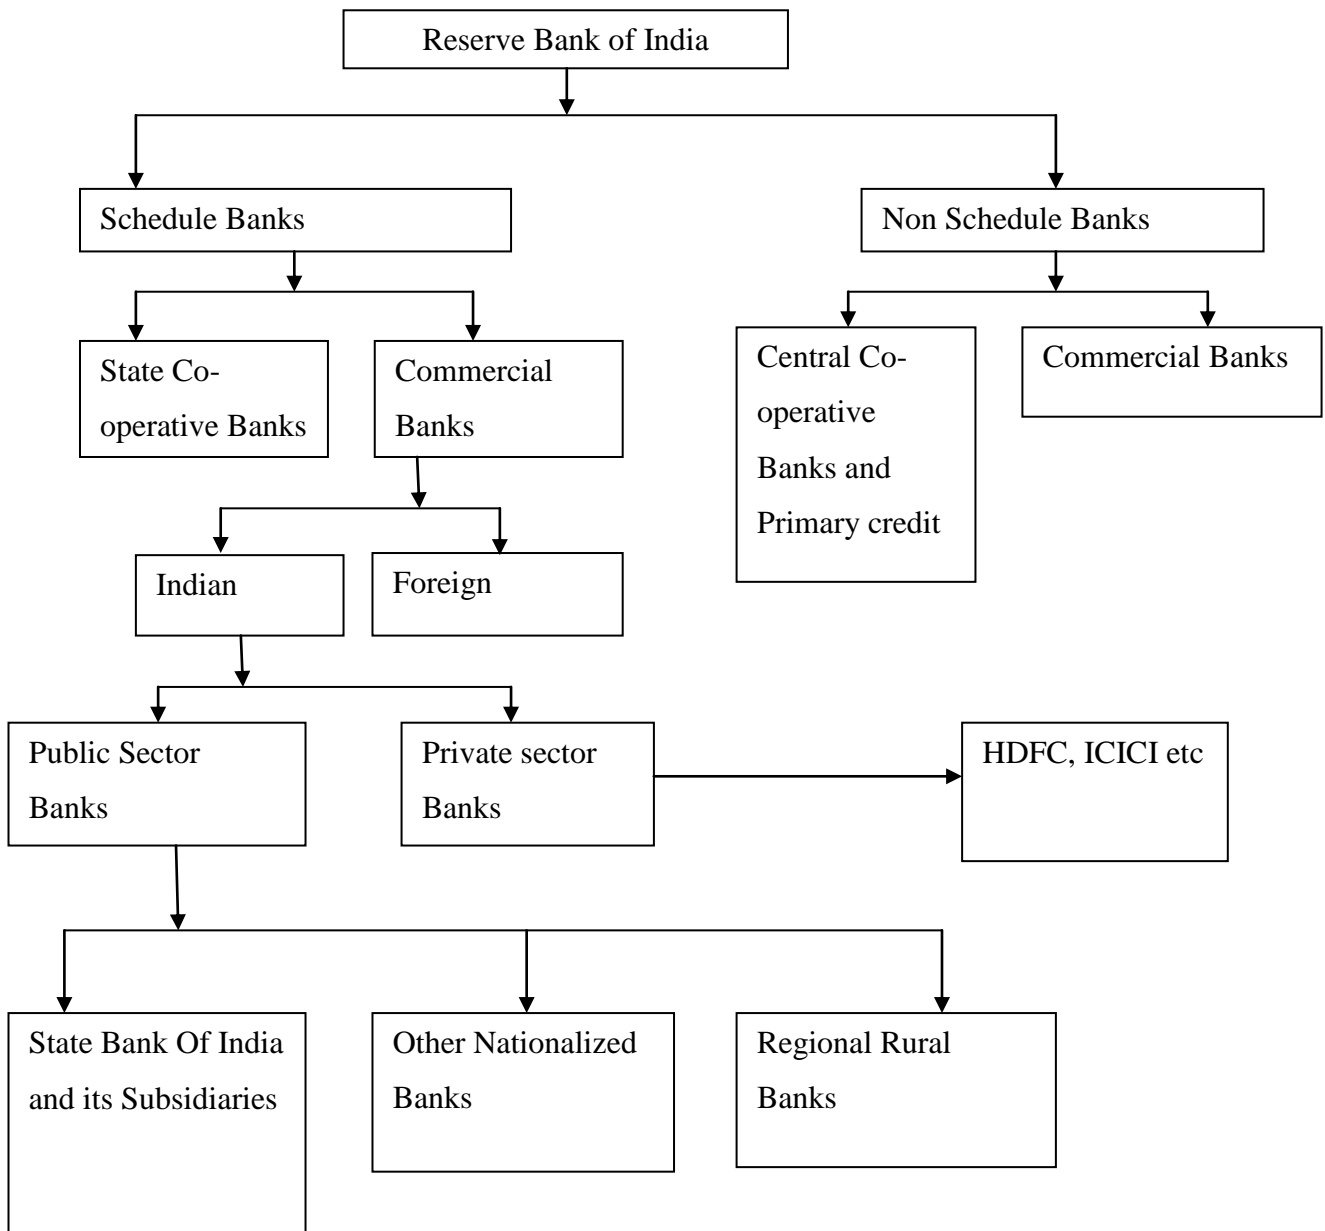 Reserve Bank of India
Schedule Banks
Non Schedule Banks
State Co-
operative Banks
Commercial
Banks
Central Co-
operative
Banks and
Primary credit
Commercial Banks
Indian
Foreign
Public Sector
Banks
Private sector
Banks
HDFC, ICICI etc
State Bank Of India
and its Subsidiaries
Other Nationalized
Banks
Regional Rural
Banks